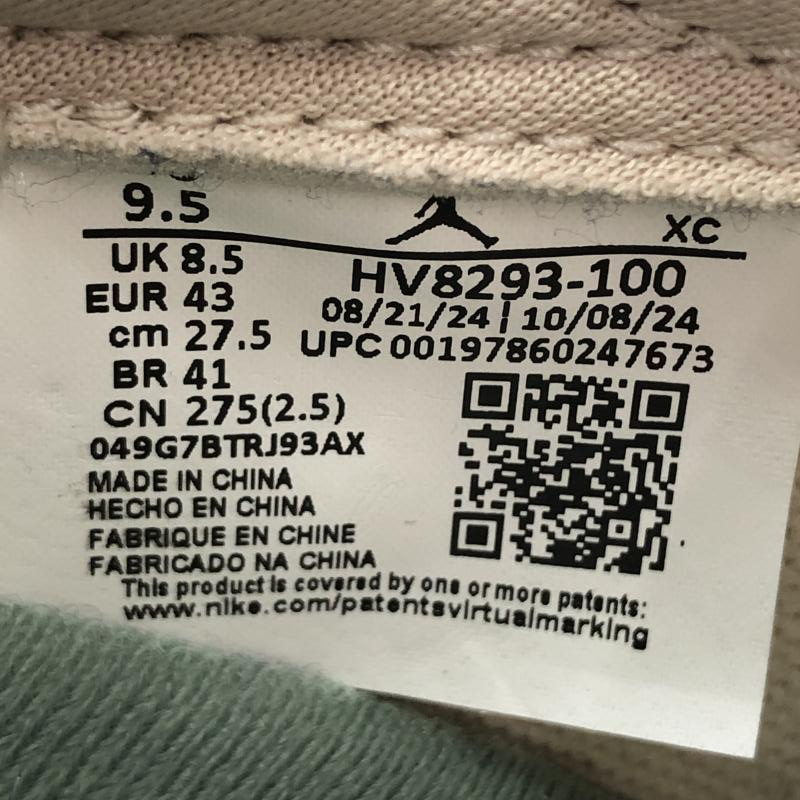 9.5
XC
UK 8.5
EUR 43
cm 27.5
BR 41
CN 275(2.5)
049G7BTRJ93AX
MADE IN CHINA
HECHO EN CHINA
FABRIQUE EN CHINE
FABRICADO NA CHINA
HV8293-100
08/21/24 | 10/08/24
UPC 00197860247673
This product is covered by one or more patents:
www.nike.com/patentsvirtualmarking